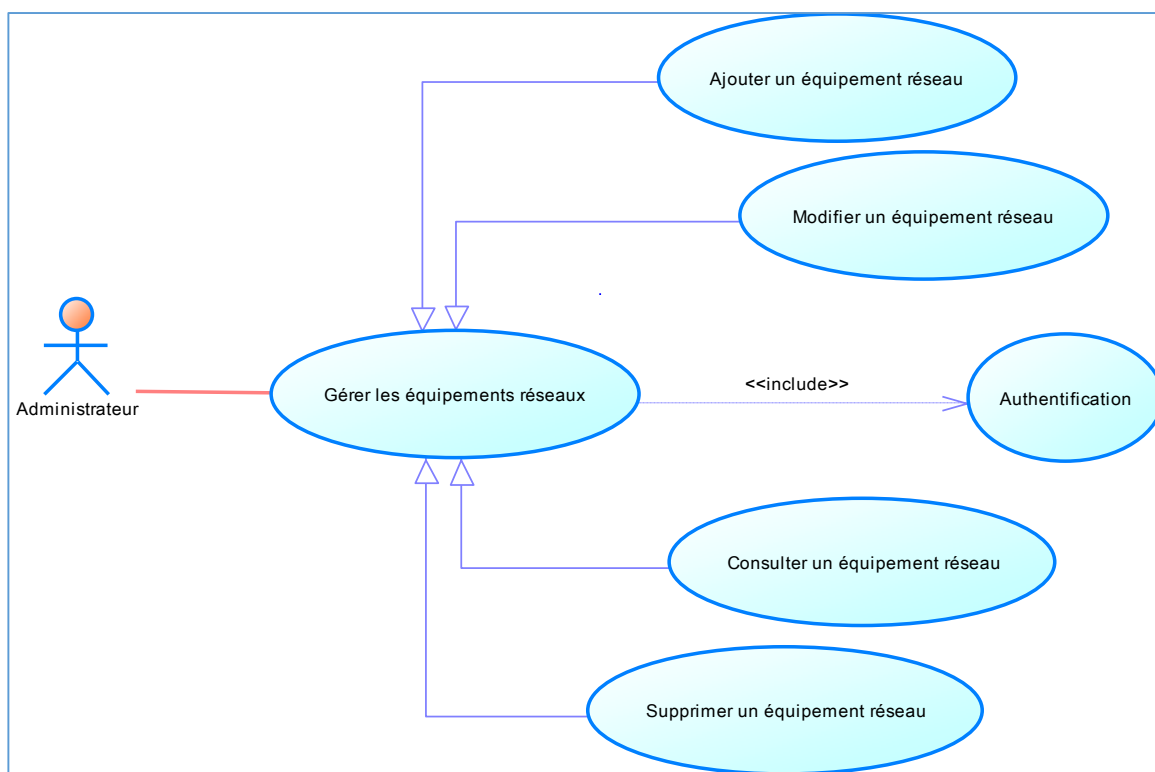 Ajouter un équipement réseau
Modifier un équipement réseau
Administrateur
Gérer les équipements réseaux
<<include>>
Authentification
Consulter un équipement réseau
Supprimer un équipement réseau